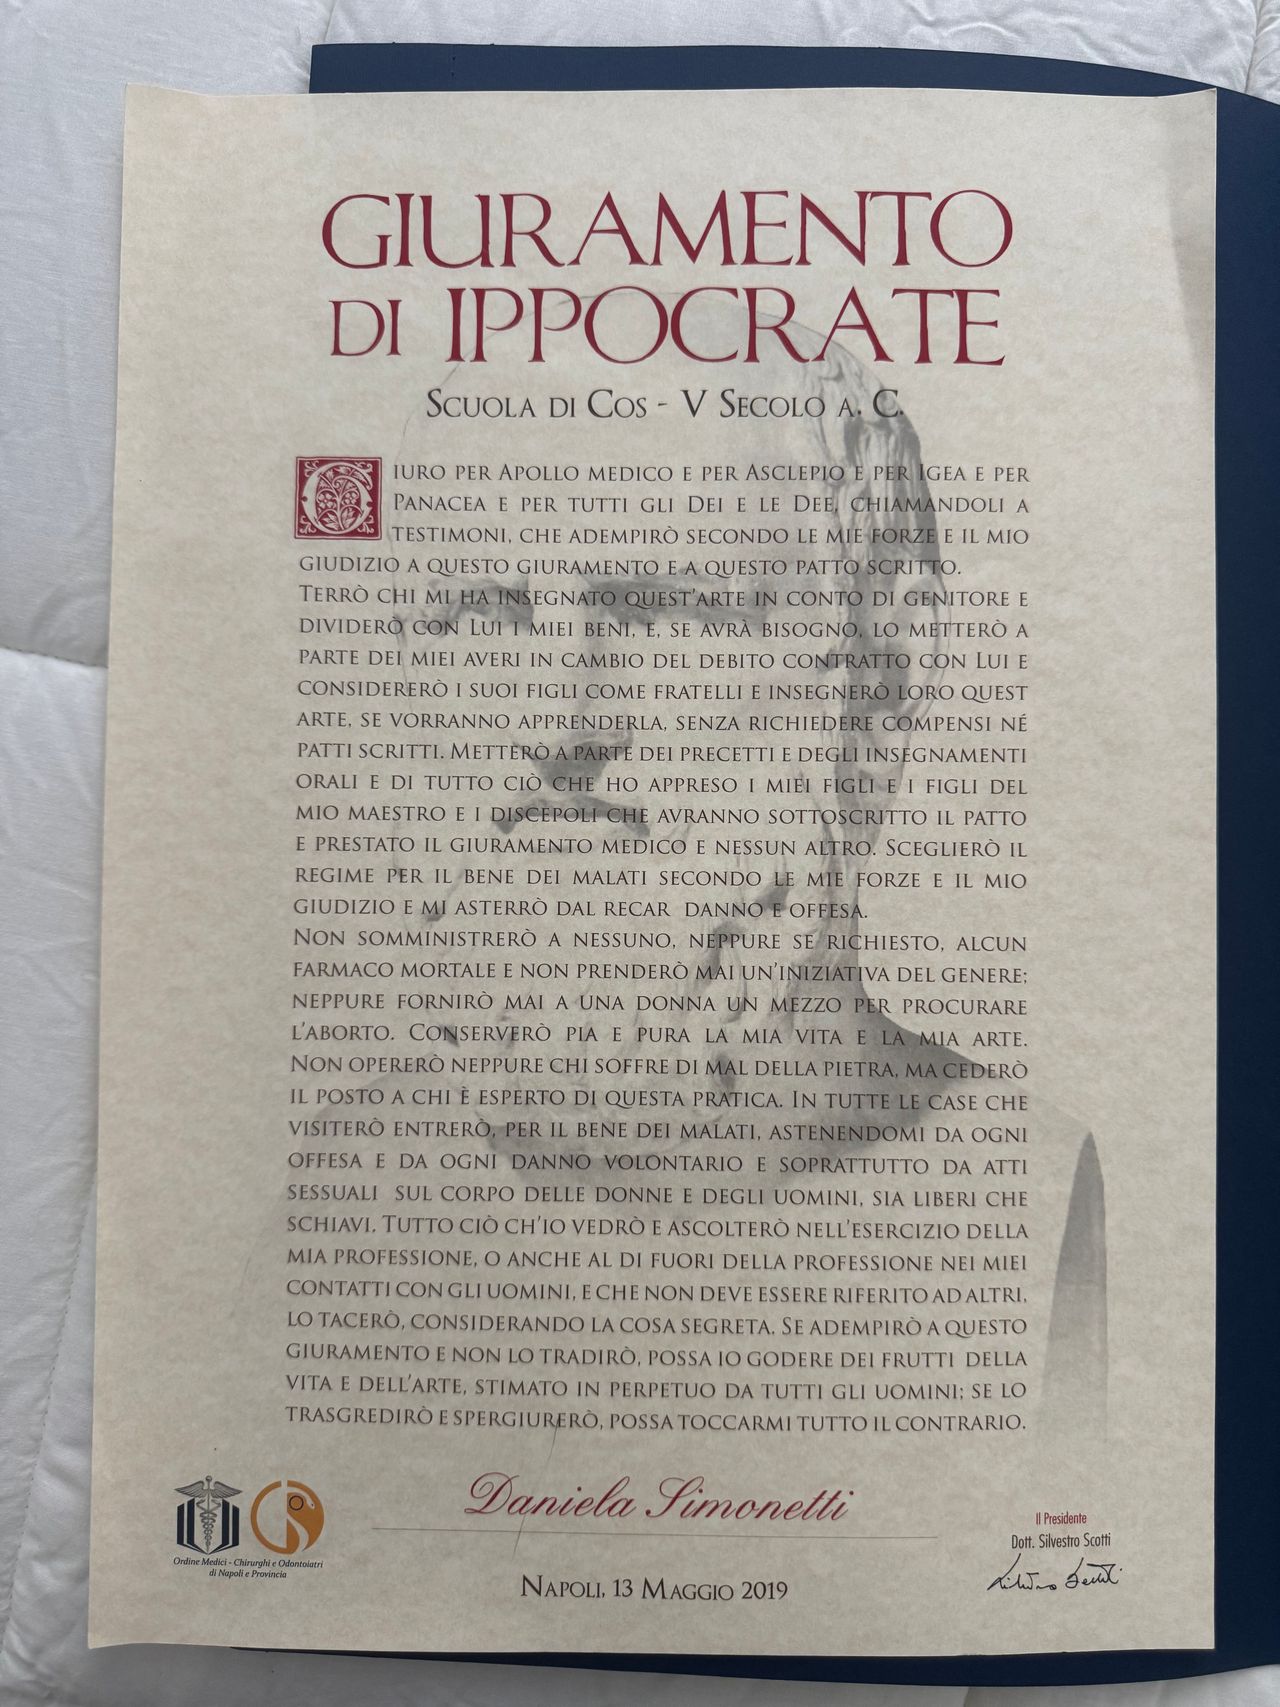 GIURAMENTO
DI IPPOCRATE
SCUOLA DI COS - V SECOLO A. C.
GIURO PER APOLLO MEDICO E PER ASCLEPIO E PER IGEA E PER
PANACEA E PER TUTTI GLI DEI E LE DEE, CHIAMANDOLI A
TESTIMONI, CHE ADEMPIRÒ SECONDO LE MIE FORZE E IL MIO
GIUDIZIO A QUESTO GIURAMENTO E A QUESTO PATTO SCRITTO.
TERRÒ CHI MI HA INSEGNATO QUEST'ARTE IN CONTO DI GENITORE E
DIVIDERÒ CON LUI I MIEI BENI, E, SE AVRÀ BISOGNO, LO METTERÒ A
PARTE DEI MIEI AVERI IN CAMBIO DEL DEBITO CONTRATTO CON LUI E
CONSIDERERÒ I SUOI FIGLI COME FRATELLI E INSEGNERÒ LORO QUEST
ARTE, SE VORRANNO APPRENDERLA, SENZA RICHIEDERE COMPENSI NÉ
PATTI SCRITTI. METTERÒ A PARTE DEI PRECETTI E DEGLI INSEGNAMENTI
ORALI E DI TUTTO CIÒ CHE HO APPRESO I MIEI FIGLI E I FIGLI DEL
MIO MAESTRO E I DISCEPOLI CHE AVRANNO SOTTOSCRITTO IL PATTO
E PRESTATO IL GIURAMENTO MEDICO E NESSUN ALTRO. SCEGLIERÒ IL
REGIME PER IL BENE DEI MALATI SECONDO LE MIE FORZE E IL MIO
GIUDIZIO E MI ASTERRÒ DAL RECAR DANNO E OFFESA.
NON SOMMINISTRERÒ A NESSUNO, NEPPURE SE RICHIESTO, ALCUN
FARMACO MORTALE E NON PRENDERÒ MAI UN'INIZIATIVA DEL GENERE;
NEPPURE FORNIRÒ MAI A UNA DONNA UN MEZZO PER PROCURARE
L'ABORTO. CONSERVERÒ PIA E PURA LA MIA VITA E LA MIA ARTE.
NON OPERERÒ NEPPURE CHI SOFFRE DI MAL DELLA PIETRA, MA CEDERÒ
IL POSTO A CHI È ESPERTO DI QUESTA PRATICA. IN TUTTE LE CASE CHE
VISITERÒ ENTRERÒ, PER IL BENE DEI MALATI, ASTENENDOMI DA OGNI
OFFESA E DA OGNI DANNO VOLONTARIO E SOPRATTUTTO DA ATTI
SESSUALI SUL CORPO DELLE DONNE E DEGLI UOMINI, SIA LIBERI CHE
SCHIAVI. TUTTO CIÒ CH'IO VEDRÒ E ASCOLTERÒ NELL'ESERCIZIO DELLA
MIA PROFESSIONE, O ANCHE AL DI FUORI DELLA PROFESSIONE NEI MIEI
CONTATTI CON GLI UOMINI, E CHE NON DEVE ESSERE RIFERITO AD ALTRI,
LO TACERÒ, CONSIDERANDO LA COSA SEGRETA. SE ADEMPIRÒ A QUESTO
GIURAMENTO E NON LO TRADIRÒ, POSSA IO GODERE DEI FRUTTI DELLA
VITA E DELL'ARTE, STIMATO IN PERPETUO DA TUTTI GLI UOMINI; SE LO
TRASGREDIRÒ E SPERGIURERÒ, POSSA TOCCARMI TUTTO IL CONTRARIO.
Daniela Simonetti
Ordine Medici - Chirurghi e Odontoiatri
di Napoli e Provincia
NAPOLI, 13 MAGGIO 2019
Il Presidente
Dott. Silvestro Scotti
Silvestro Scotti